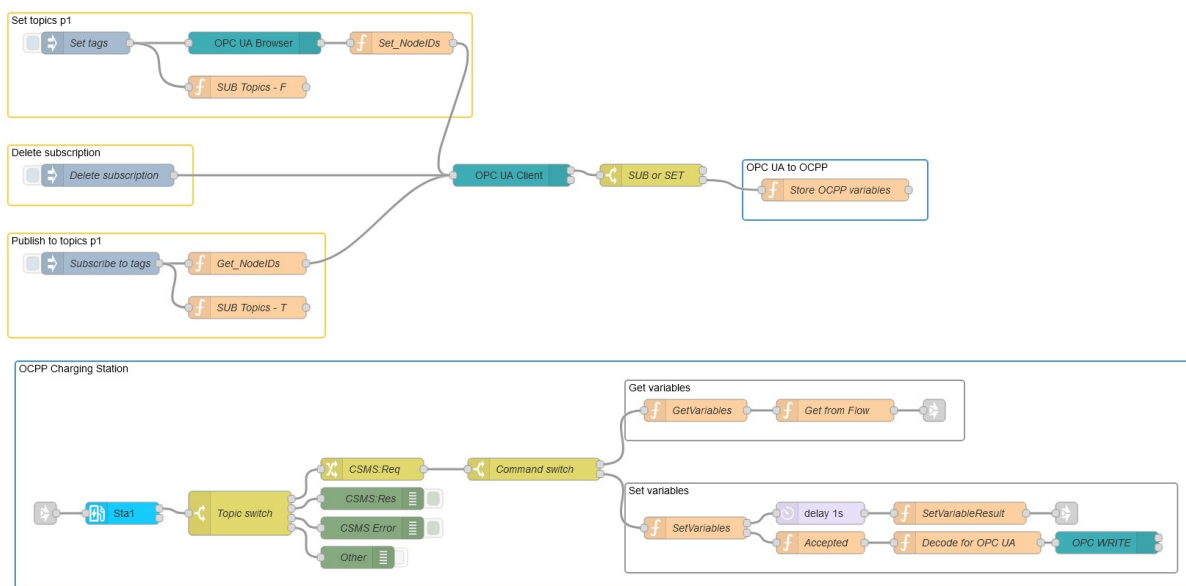 Set topics p1
Set tags
OPC UA Browser
Set_NodeIDs
SUB Topics - F
Delete subscription
Delete subscription
OPC UA Client
SUB or SET
OPC UA to OCPP
Store OCPP variables
Publish to topics p1
Subscribe to tags
Get_NodeIDs
SUB Topics - T
OCPP Charging Station
Get variables
GetVariables
Get from Flow
CSMS:Req
Command switch
CSMS:Res
Sta1
Topic switch
CSMS Error
Other
Set variables
SetVariables
delay 1s
SetVariableResult
Accepted
Decode for OPC UA
OPC WRITE